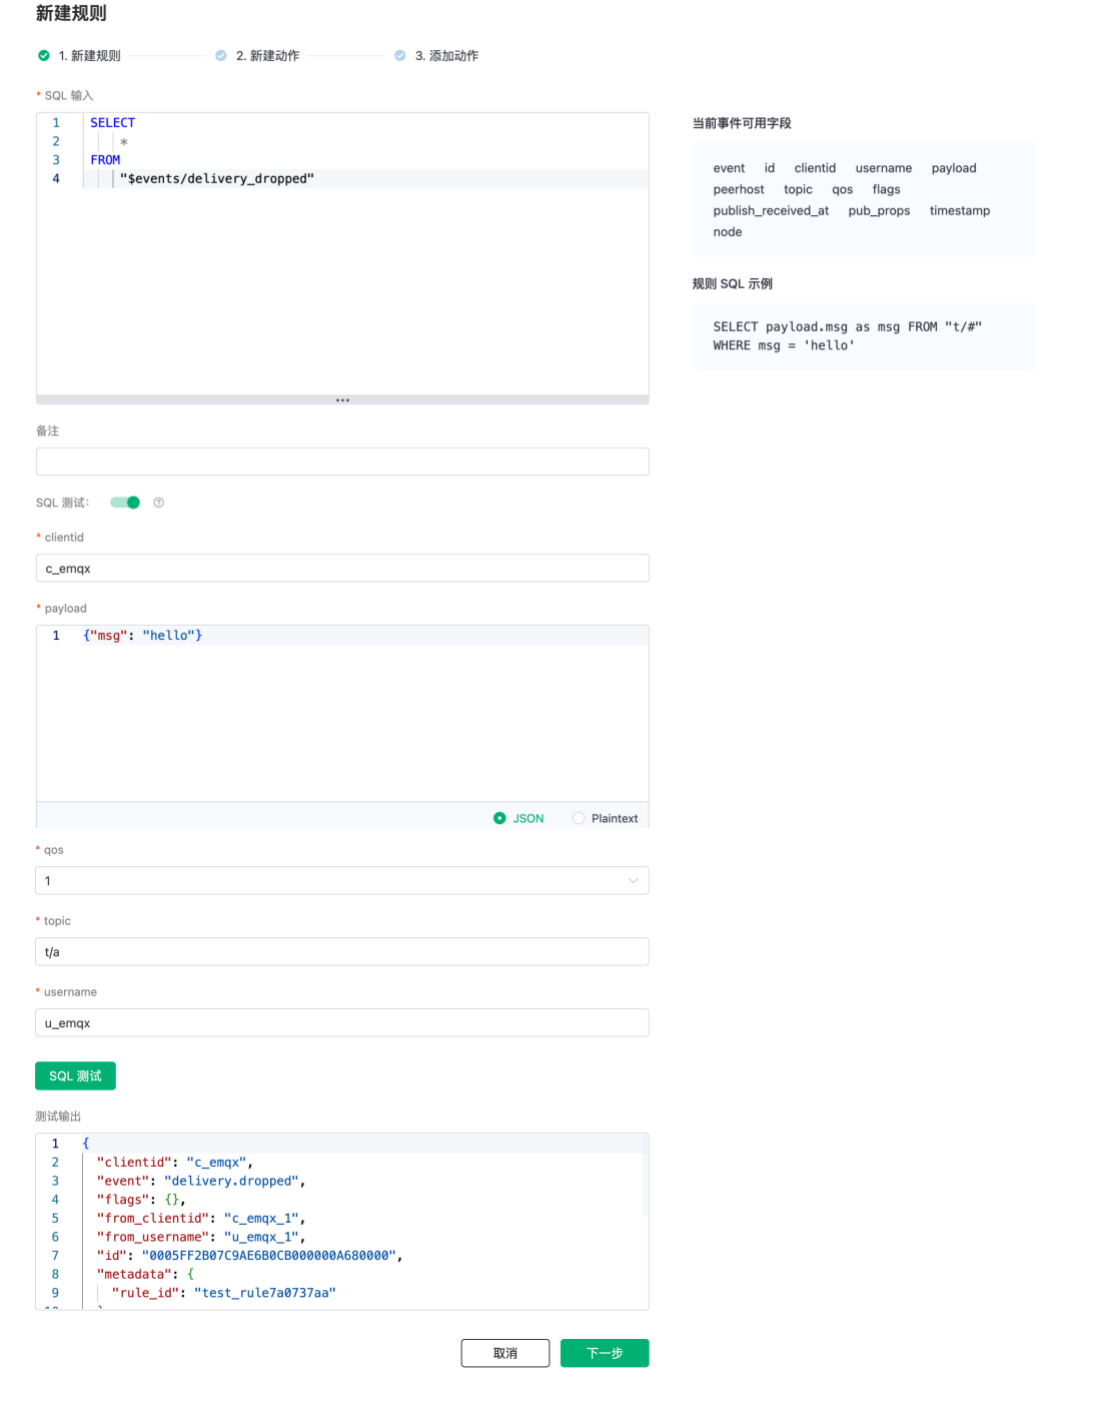 新建规则
1. 新建规则 2. 新建动作 3. 添加动作
* SQL 输入
1 SELECT
2 *
3 FROM
4 "$events/delivery_dropped"
当前事件可用字段
event id clientid username payload
peerhost topic qos flags
publish_received_at pub_props timestamp
node
规则 SQL 示例
SELECT payload.msg as msg FROM "t/#"
WHERE msg = 'hello'
备注
SQL 测试:
* clientid
c_emqx
* payload
1 {"msg": "hello"}
JSON Plaintext
* qos
1
* topic
t/a
* username
u_emqx
SQL 测试
测试输出
1 {
2 "clientid": "c_emqx",
3 "event": "delivery.dropped",
4 "flags": {},
5 "from_clientid": "c_emqx_1",
6 "from_username": "u_emqx_1",
7 "id": "0005FF2B07C9AE6B0CB000000A680000",
8 "metadata": {
9 "rule_id": "test_rule7a0737aa"
10 }
取消 下一步